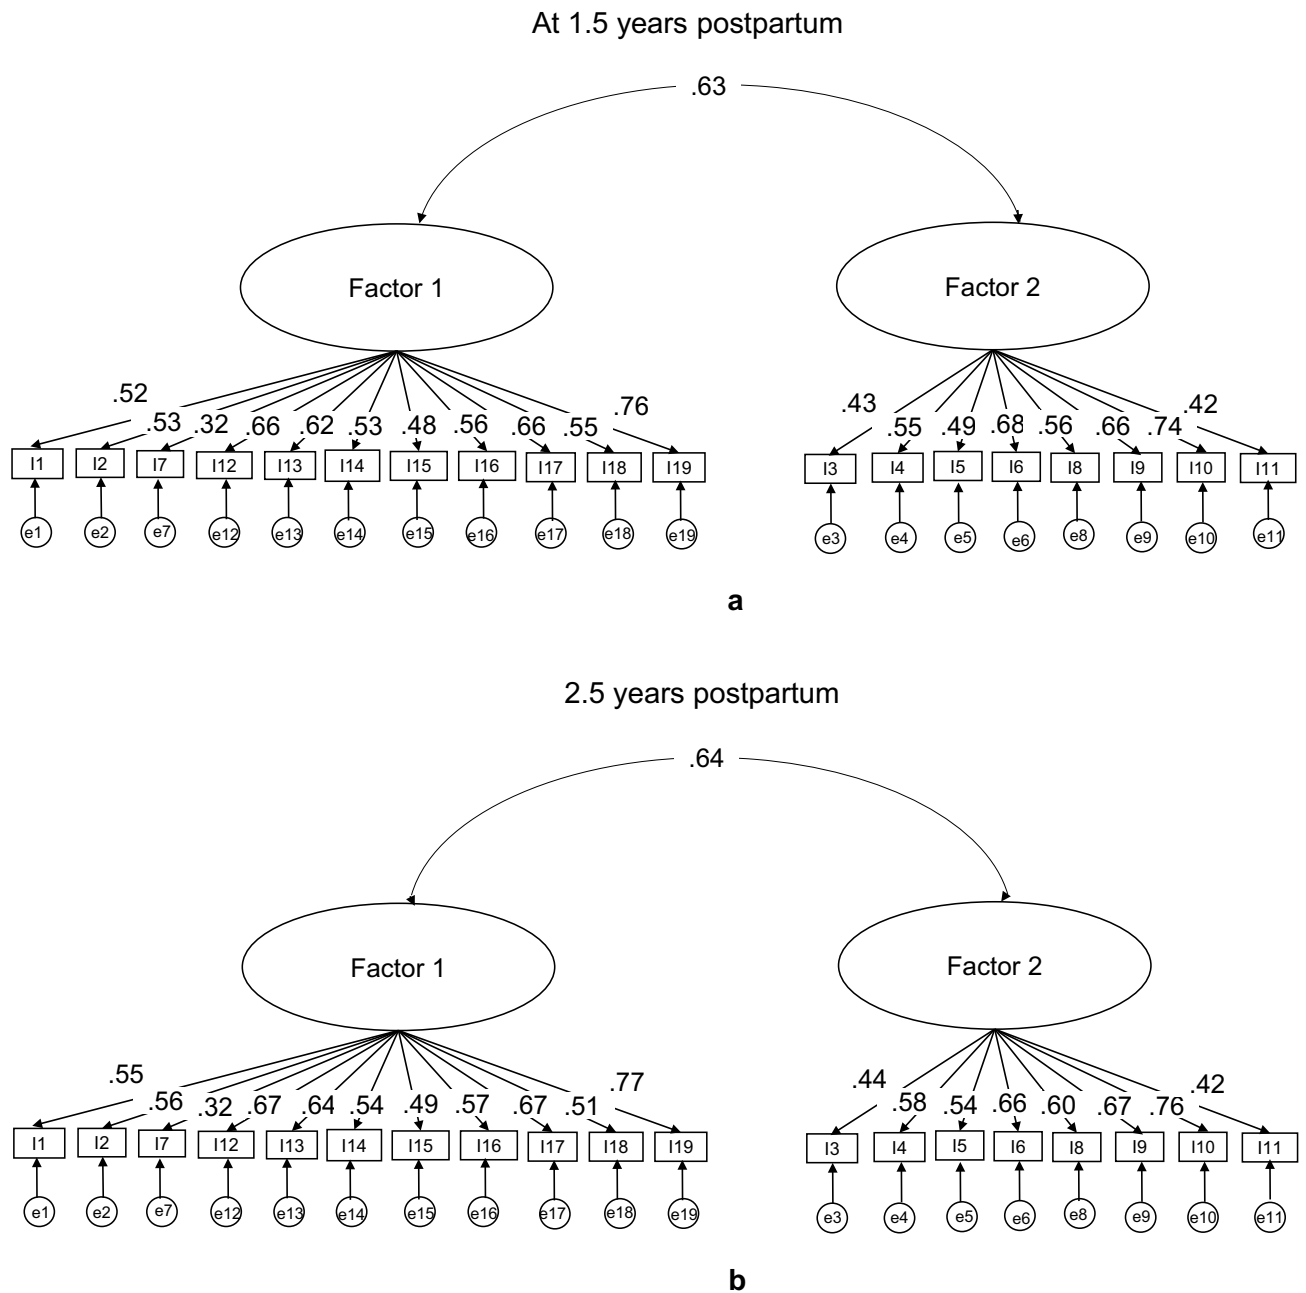 At 1.5 years postpartum
.63
Factor 1 Factor 2
.52 .53 .32 .66 .62 .53 .48 .56 .66 .55 .76 .43 .55 .49 .68 .56 .66 .74 .42
I1 I2 I7 I12 I13 I14 I15 I16 I17 I18 I19 I3 I4 I5 I6 I8 I9 I10 I11
e1 e2 e7 e12 e13 e14 e15 e16 e17 e18 e19 e3 e4 e5 e6 e8 e9 e10 e11
a
2.5 years postpartum
.64
Factor 1 Factor 2
.55 .56 .32 .67 .64 .54 .49 .57 .67 .51 .77 .44 .58 .54 .66 .60 .67 .76 .42
I1 I2 I7 I12 I13 I14 I15 I16 I17 I18 I19 I3 I4 I5 I6 I8 I9 I10 I11
e1 e2 e7 e12 e13 e14 e15 e16 e17 e18 e19 e3 e4 e5 e6 e8 e9 e10 e11
b